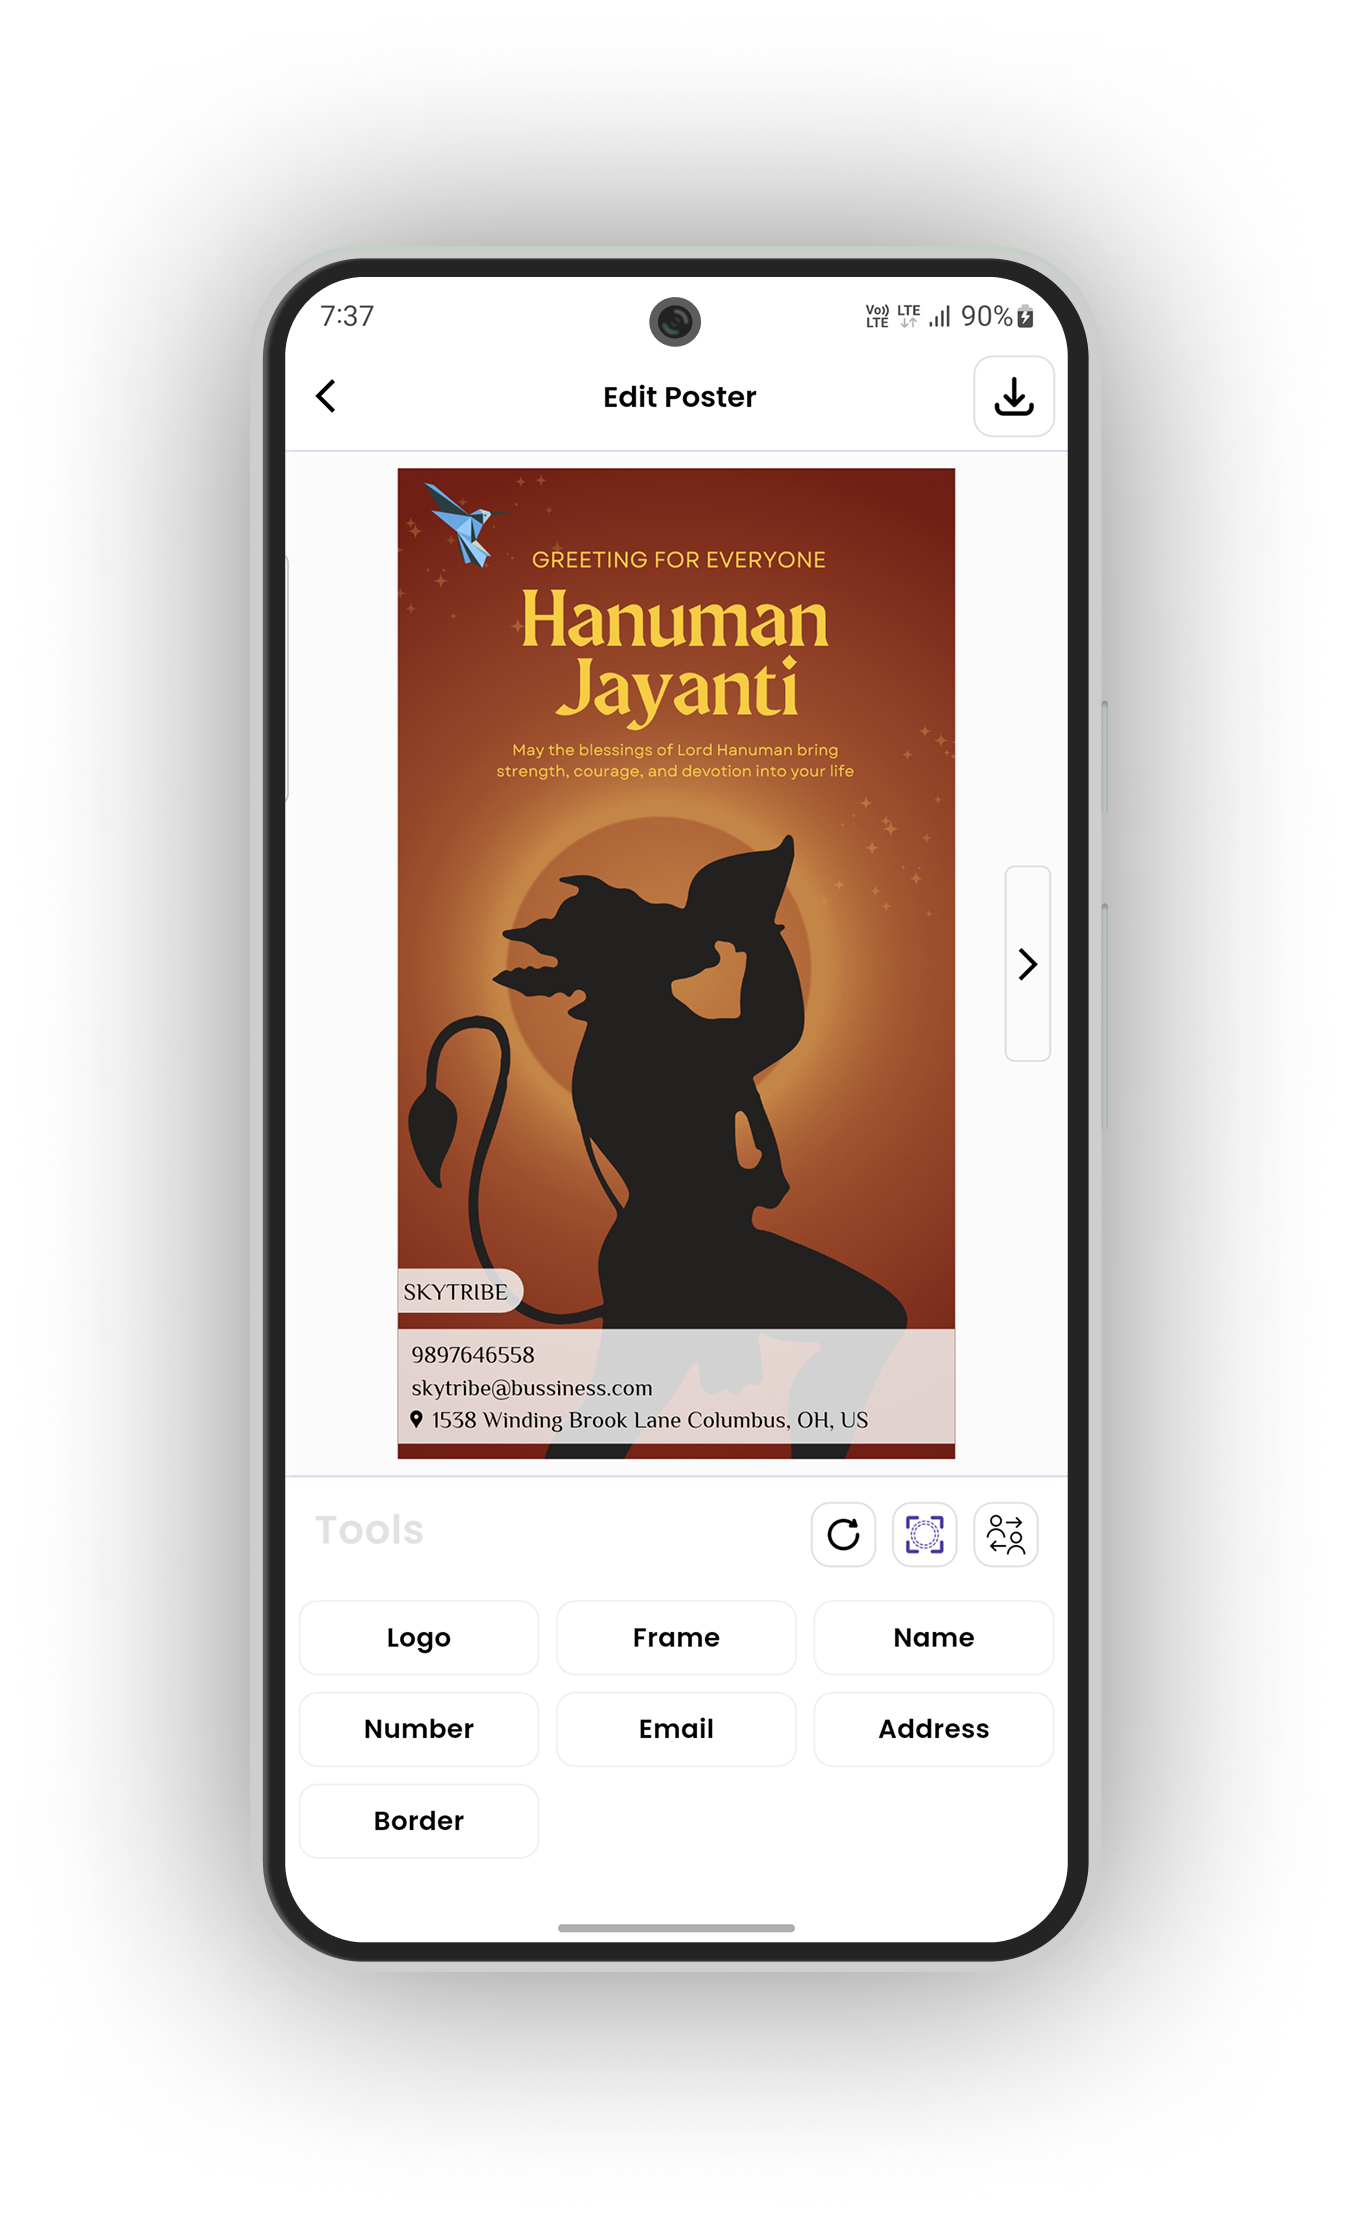 7:37
Vo)) LTE 90%
LTE
Edit Poster
GREETING FOR EVERYONE
Hanuman
Jayanti
May the blessings of Lord Hanuman bring
strength, courage, and devotion into your life
SKYTRIBE
9897646558
skytribe@bussiness.com
1538 Winding Brook Lane Columbus, OH, US
Tools
Logo
Frame
Name
Number
Email
Address
Border